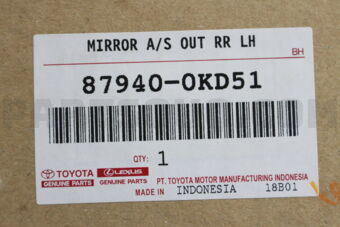 MIRROR A/S OUT RR LH
BH
87940-0KD51
QTY: 1
TOYOTA LEXUS
GENUINE PARTS GENUINE PARTS
PT. TOYOTA MOTOR MANUFACTURING INDONESIA
MADE IN INDONESIA 18B01